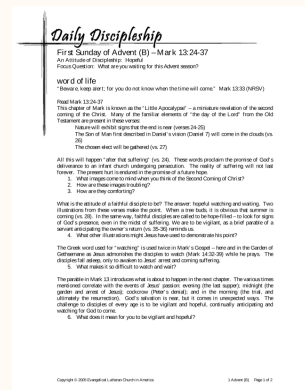 Daily Discipleship
First Sunday of Advent (B) – Mark 13:24-37
An Attitude of Discipleship: Hopeful
Focus Question: What are you waiting for this Advent season?
word of life
"Beware, keep alert; for you do not know when the time will come." Mark 13:33 (NRSV)
Read Mark 13:24-37
This chapter of Mark is known as the "Little Apocalypse" – a miniature revelation of the second
coming of the Christ. Many of the familiar elements of "the day of the Lord" from the Old
Testament are present in these verses:
Nature will exhibit signs that the end is near (verses 24-25)
The Son of Man first described in Daniel's vision (Daniel 7) will come in the clouds (vs.
26)
The chosen elect will be gathered (vs. 27)
All this will happen "after that suffering" (vs. 24). These words proclaim the promise of God's
deliverance to an infant church undergoing persecution. The reality of suffering will not last
forever. The present hurt is endured in the promise of a future hope.
1. What images come to mind when you think of the Second Coming of Christ?
2. How are these images troubling?
3. How are they comforting?
What is the attitude of a faithful disciple to be? The answer: hopeful watching and waiting. Two
illustrations from these verses make the point. When a tree buds, it is obvious that summer is
coming (vs. 28). In the same way, faithful disciples are called to be hope-filled – to look for signs
of God's presence, even in the midst of suffering. We are to be vigilant, as a brief parable of a
servant anticipating the owner's return (vs. 35-36) reminds us.
4. What other illustrations might Jesus have used to demonstrate his point?
The Greek word used for "watching" is used twice in Mark's Gospel – here and in the Garden of
Gethsemane as Jesus admonishes the disciples to watch (Mark 14:32-39) while he prays. The
disciples fall asleep, only to awaken to Jesus' arrest and coming suffering.
5. What makes it so difficult to watch and wait?
The parable in Mark 13 introduces what is about to happen in the next chapter. The various times
mentioned correlate with the events of Jesus' passion: evening (the last supper); midnight (the
garden and arrest of Jesus); cockcrow (Peter's denial); and in the morning (the trial, and
ultimately the resurrection). God's salvation is near, but it comes in unexpected ways. The
challenge to disciples of every age is to be vigilant and hopeful, continually anticipating and
watching for God to come.
6. What does it mean for you to be vigilant and hopeful?
Copyright © 2008 Evangelical Lutheran Church in America. 1 Advent (B) Page 1 of 2